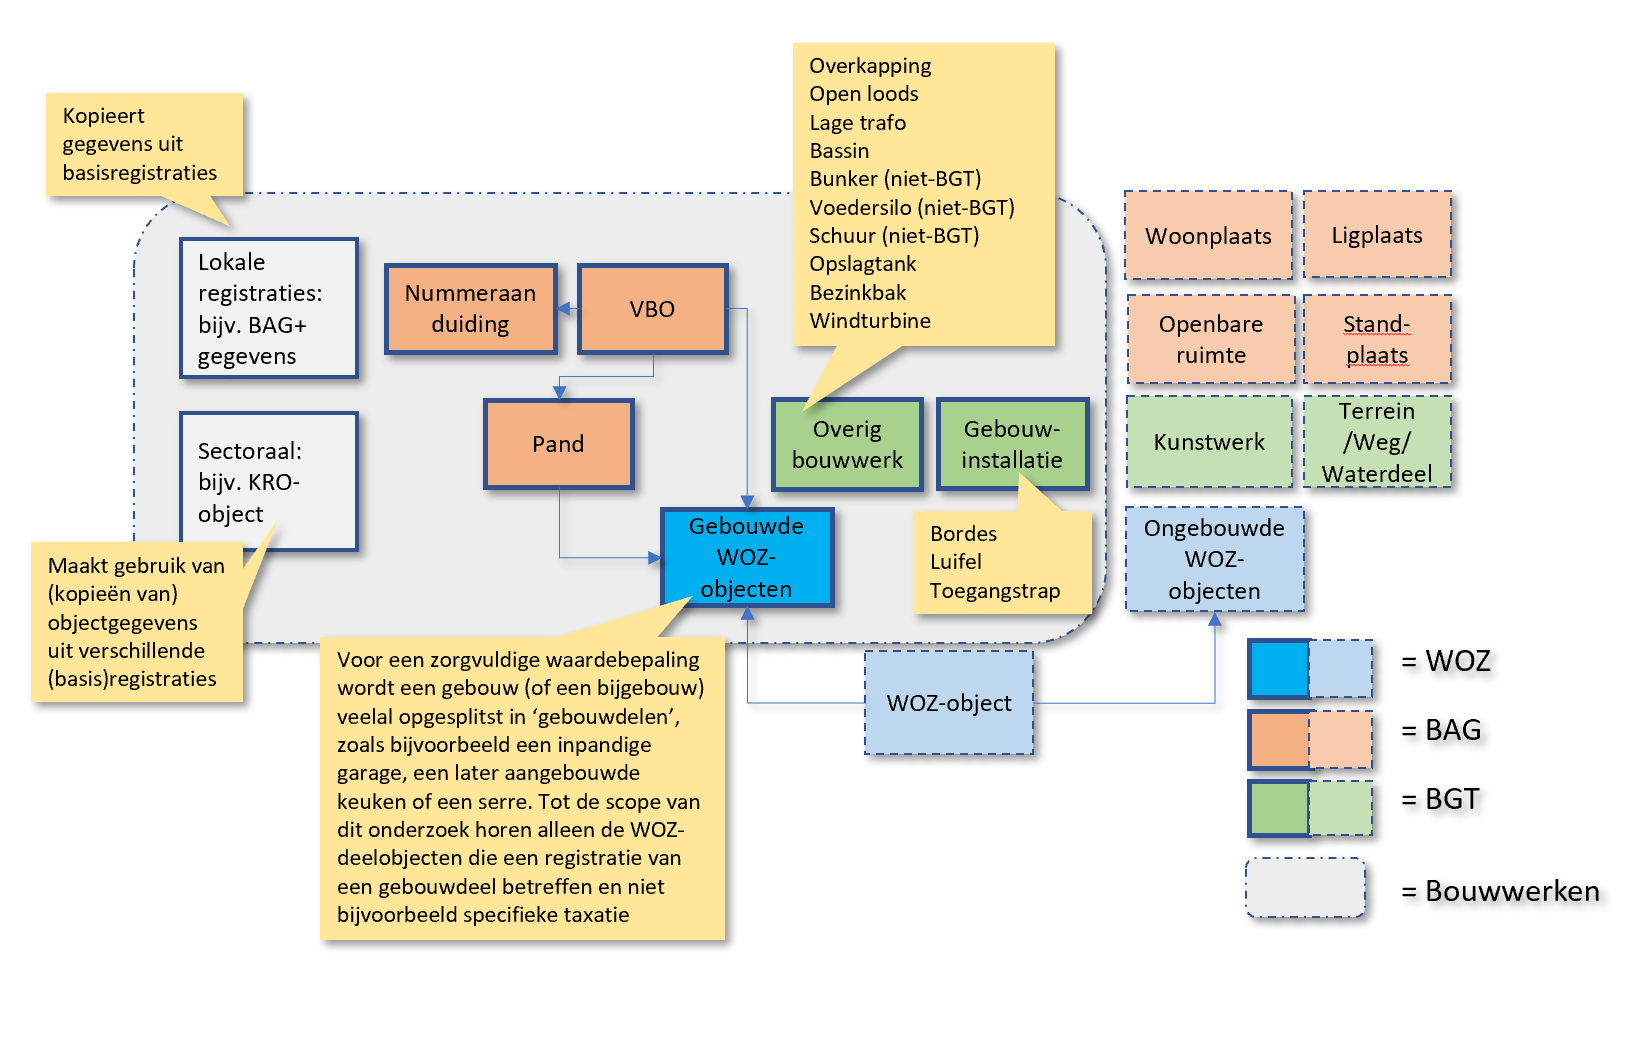 Kopieert
gegevens uit
basisregistraties
Overkapping
Open loods
Lage trafo
Bassin
Bunker (niet-BGT)
Voedersilo (niet-BGT)
Schuur (niet-BGT)
Opslagtank
Bezinkbak
Windturbine
Lokale
registraties:
bijv. BAG+
gegevens
Nummeraan
duiding
VBO
Woonplaats
Ligplaats
Openbare
ruimte
Stand-
plaats
Pand
Overig
bouwwerk
Gebouw-
installatie
Kunstwerk
Terrein
/Weg/
Waterdeel
Sectoraal:
bijv. KRO-
object
Gebouwde
WOZ-
objecten
Bordes
Luifel
Toegangstrap
Ongebouwde
WOZ-
objecten
Maakt gebruik van
(kopieën van)
objectgegevens
uit verschillende
(basis)registraties
Voor een zorgvuldige waardebepaling
wordt een gebouw (of een bijgebouw)
veelal opgesplitst in ‘gebouwdelen’,
zoals bijvoorbeeld een inpandige
garage, een later aangebouwde
keuken of een serre. Tot de scope van
dit onderzoek horen alleen de WOZ-
deelobjecten die een registratie van
een gebouwdeel betreffen en niet
bijvoorbeeld specifieke taxatie
WOZ-object
= WOZ
= BAG
= BGT
= Bouwwerken